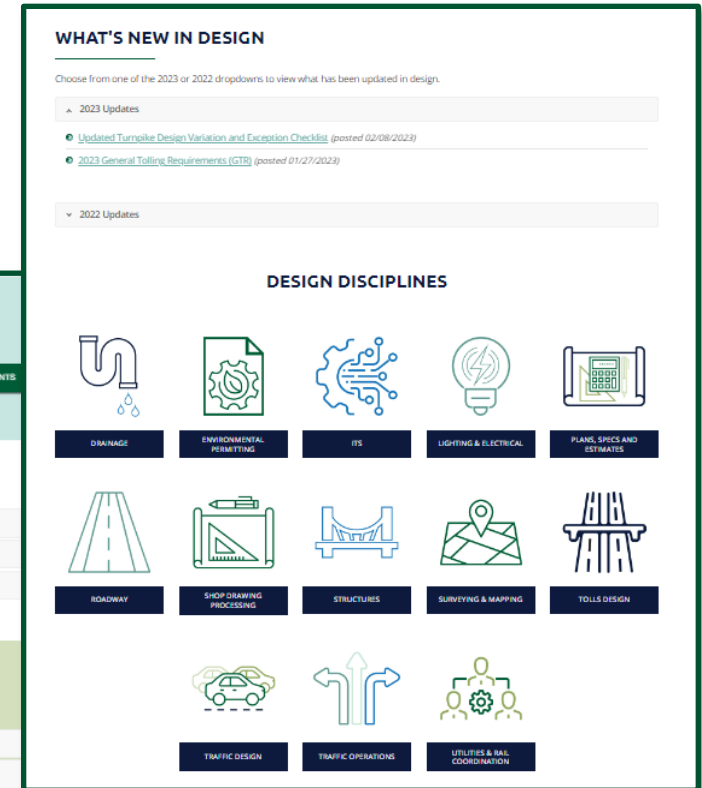 WHAT'S NEW IN DESIGN
Choose from one of the 2023 or 2022 dropdowns to view what has been updated in design.
2023 Updates
Updated Turnpike Design Variation and Exception Checklist (posted 02/08/2023)
2023 General Tolling Requirements (GTR) (posted 01/27/2023)
2022 Updates
DESIGN DISCIPLINES
DRAINAGE
ENVIRONMENTAL
PERMITTING
ITS
LIGHTING & ELECTRICAL
PLANS, SPECS AND
ESTIMATES
ROADWAY
SHOP DRAWING
PROCESSING
STRUCTURES
SURVEYING & MAPPING
TOLLS DESIGN
TRAFFIC DESIGN
TRAFFIC OPERATIONS
UTILITIES & RAIL
COORDINATION